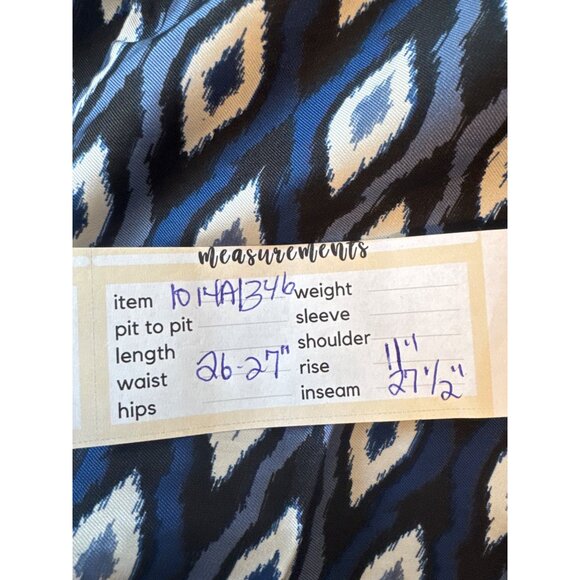 measurements
item 1014A1346 weight
pit to pit sleeve
length shoulder
waist 26-27" rise 11"
hips inseam 27 1/2"